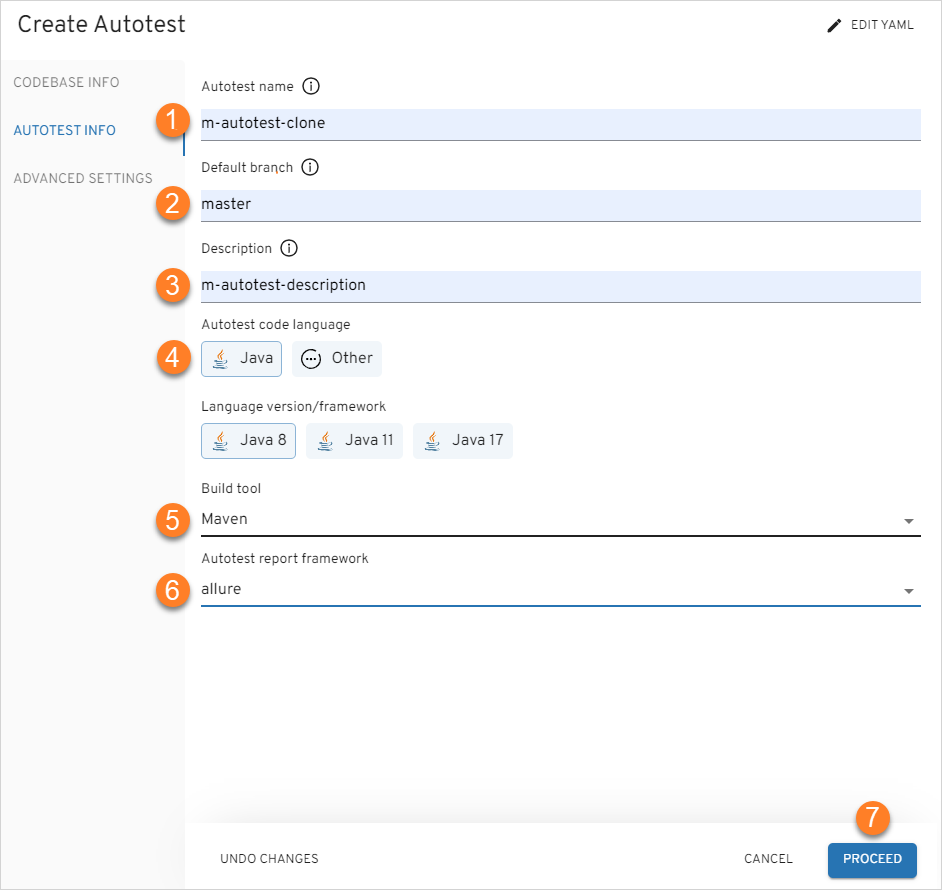 Create Autotest
EDIT YAML
CODEBASE INFO
AUTOTEST INFO
ADVANCED SETTINGS
Autotest name
1
m-autotest-clone
Default branch
2
master
Description
3
m-autotest-description
Autotest code language
4
Java Other
Language version/framework
Java 8 Java 11 Java 17
Build tool
5
Maven
Autotest report framework
6
allure
7
UNDO CHANGES
CANCEL
PROCEED